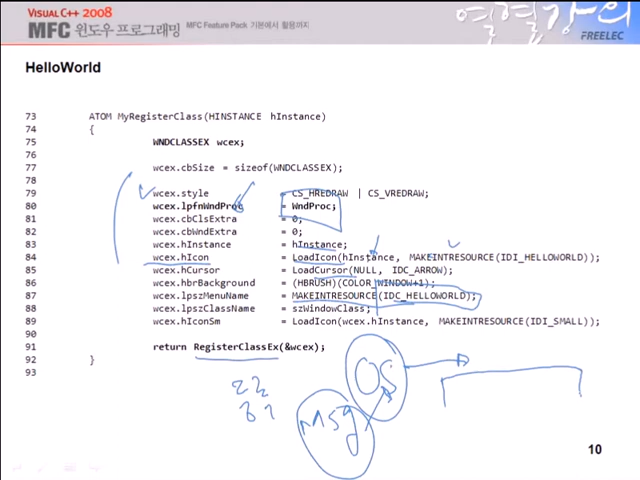 VISUAL C++ 2008
MFC 윈도우 프로그래밍 MFC Feature Pack 기본에서 활용까지
열혈강의
FREELEC
HelloWorld
73 ATOM MyRegisterClass(HINSTANCE hInstance)
74 {
75 WNDCLASSEX wcex;
76
77 wcex.cbSize = sizeof(WNDCLASSEX);
78
79 wcex.style = CS_HREDRAW | CS_VREDRAW;
80 wcex.lpfnWndProc = WndProc;
81 wcex.cbClsExtra = 0;
82 wcex.cbWndExtra = 0;
83 wcex.hInstance = hInstance;
84 wcex.hIcon = LoadIcon(hInstance, MAKEINTRESOURCE(IDI_HELLOWORLD));
85 wcex.hCursor = LoadCursor(NULL, IDC_ARROW);
86 wcex.hbrBackground = (HBRUSH)(COLOR_WINDOW+1);
87 wcex.lpszMenuName = MAKEINTRESOURCE(IDC_HELLOWORLD);
88 wcex.lpszClassName = szWindowClass;
89 wcex.hIconSm = LoadIcon(wcex.hInstance, MAKEINTRESOURCE(IDI_SMALL));
90
91 return RegisterClassEx(&wcex);
92 }
93
OS
Msg
10